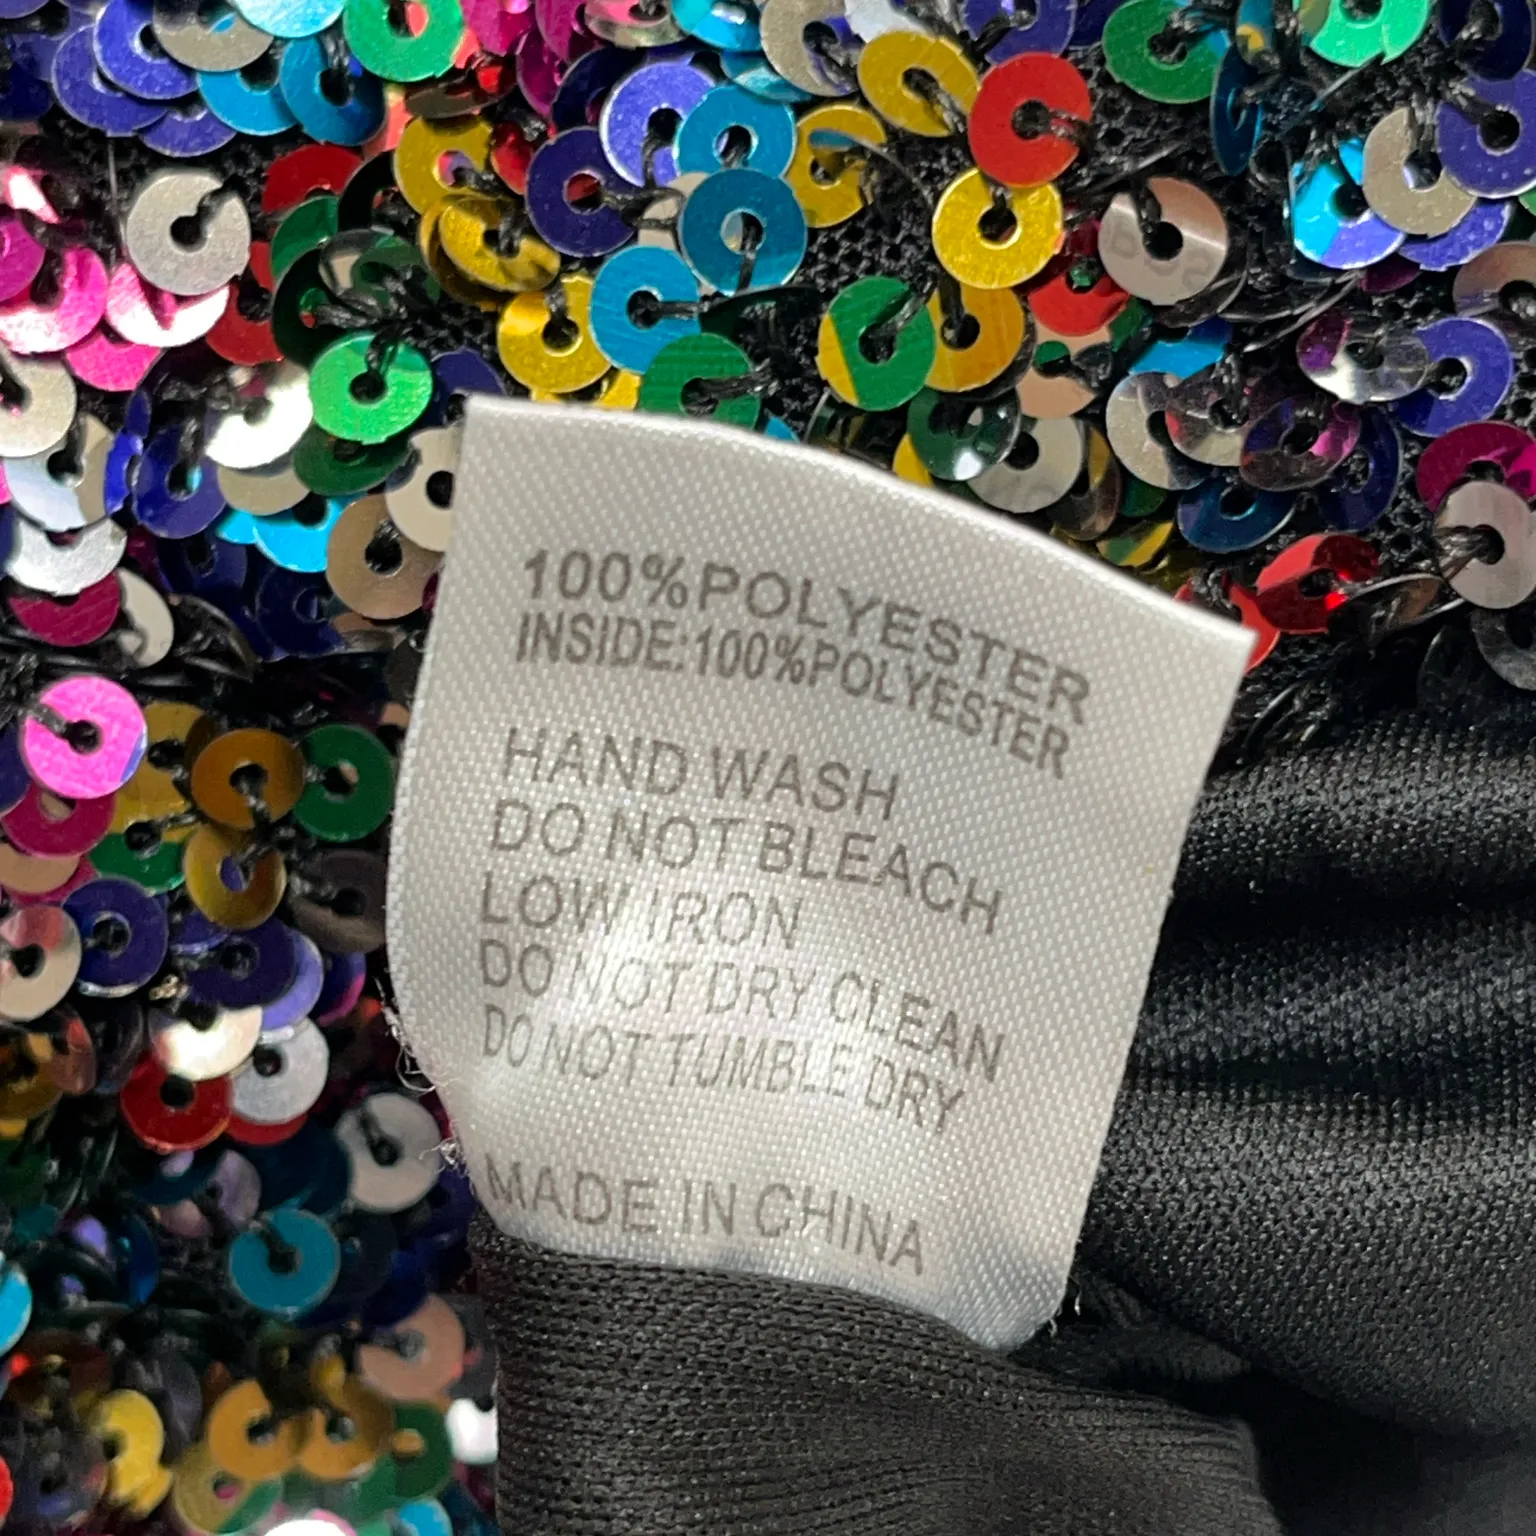 100%POLYESTER
INSIDE:100%POLYESTER
HAND WASH
DO NOT BLEACH
LOW IRON
DO NOT DRY CLEAN
DO NOT TUMBLE DRY
MADE IN CHINA